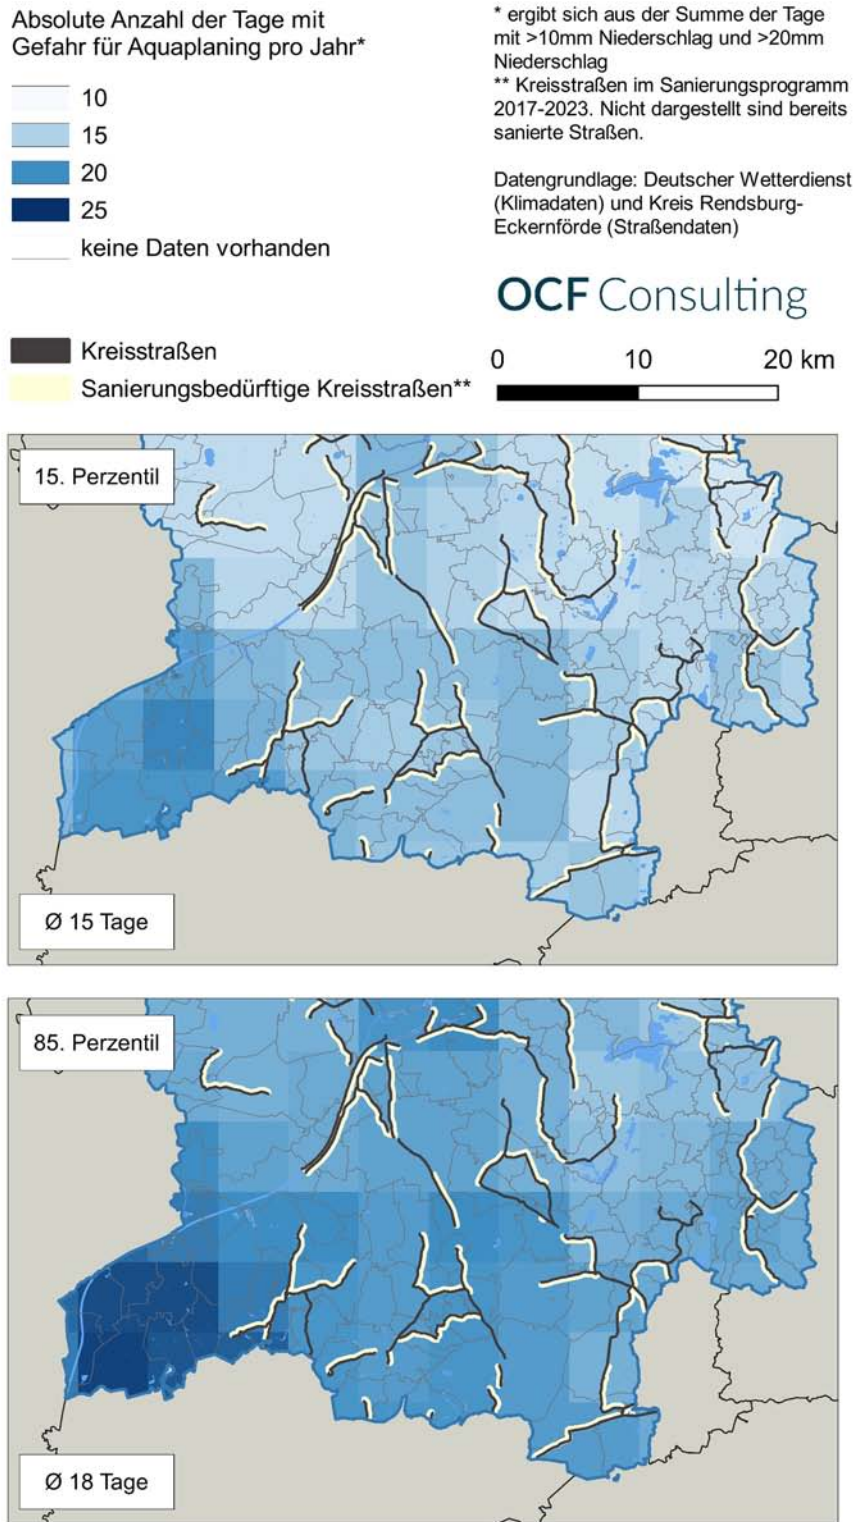 Absolute Anzahl der Tage mit
Gefahr für Aquaplaning pro Jahr*
10
15
20
25
keine Daten vorhanden
Kreisstraßen
Sanierungsbedürftige Kreisstraßen**
* ergibt sich aus der Summe der Tage
mit >10mm Niederschlag und >20mm
Niederschlag
** Kreisstraßen im Sanierungsprogramm
2017-2023. Nicht dargestellt sind bereits
sanierte Straßen.
Datengrundlage: Deutscher Wetterdienst
(Klimadaten) und Kreis Rendsburg-
Eckernförde (Straßendaten)
OCF Consulting
0 10 20 km
15. Perzentil
Ø 15 Tage
85. Perzentil
Ø 18 Tage